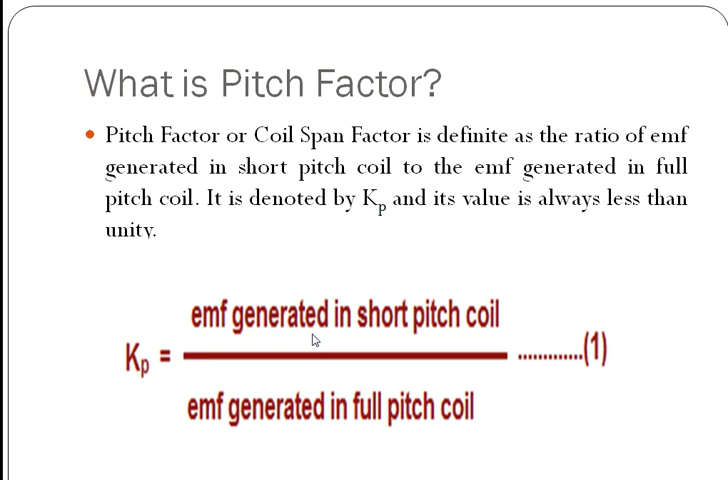 What is Pitch Factor?
• Pitch Factor or Coil Span Factor is definite as the ratio of emf
generated in short pitch coil to the emf generated in full
pitch coil. It is denoted by Kp and its value is always less than
unity.
emf generated in short pitch coil
Kp = .............(1)
emf generated in full pitch coil